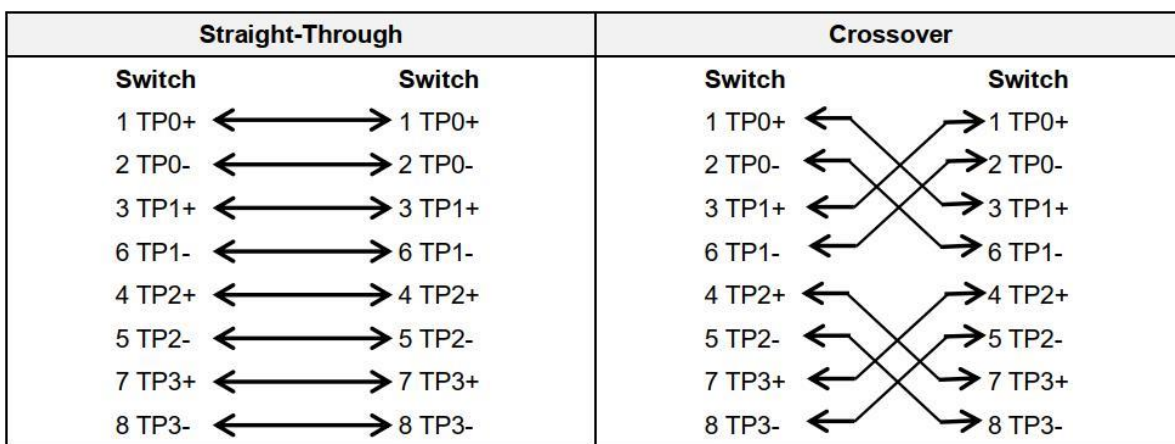 Straight-Through Crossover
Switch Switch Switch Switch
1 TP0+ 1 TP0+ 1 TP0+ 1 TP0+
2 TP0- 2 TP0- 2 TP0- 2 TP0-
3 TP1+ 3 TP1+ 3 TP1+ 3 TP1+
6 TP1- 6 TP1- 6 TP1- 6 TP1-
4 TP2+ 4 TP2+ 4 TP2+ 4 TP2+
5 TP2- 5 TP2- 5 TP2- 5 TP2-
7 TP3+ 7 TP3+ 7 TP3+ 7 TP3+
8 TP3- 8 TP3- 8 TP3- 8 TP3-